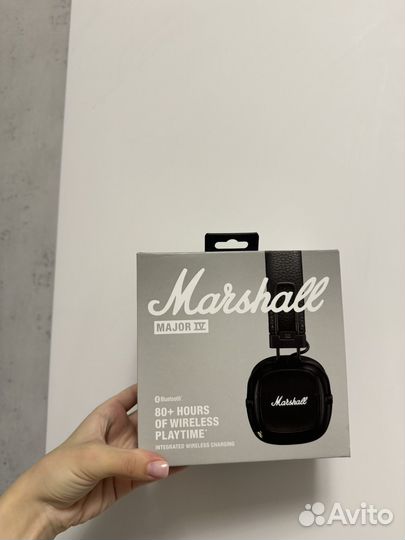 Marshall
MAJOR IV
Bluetooth®
80+ HOURS
OF WIRELESS
PLAYTIME*
INTEGRATED WIRELESS CHARGING
Marshall
Avito